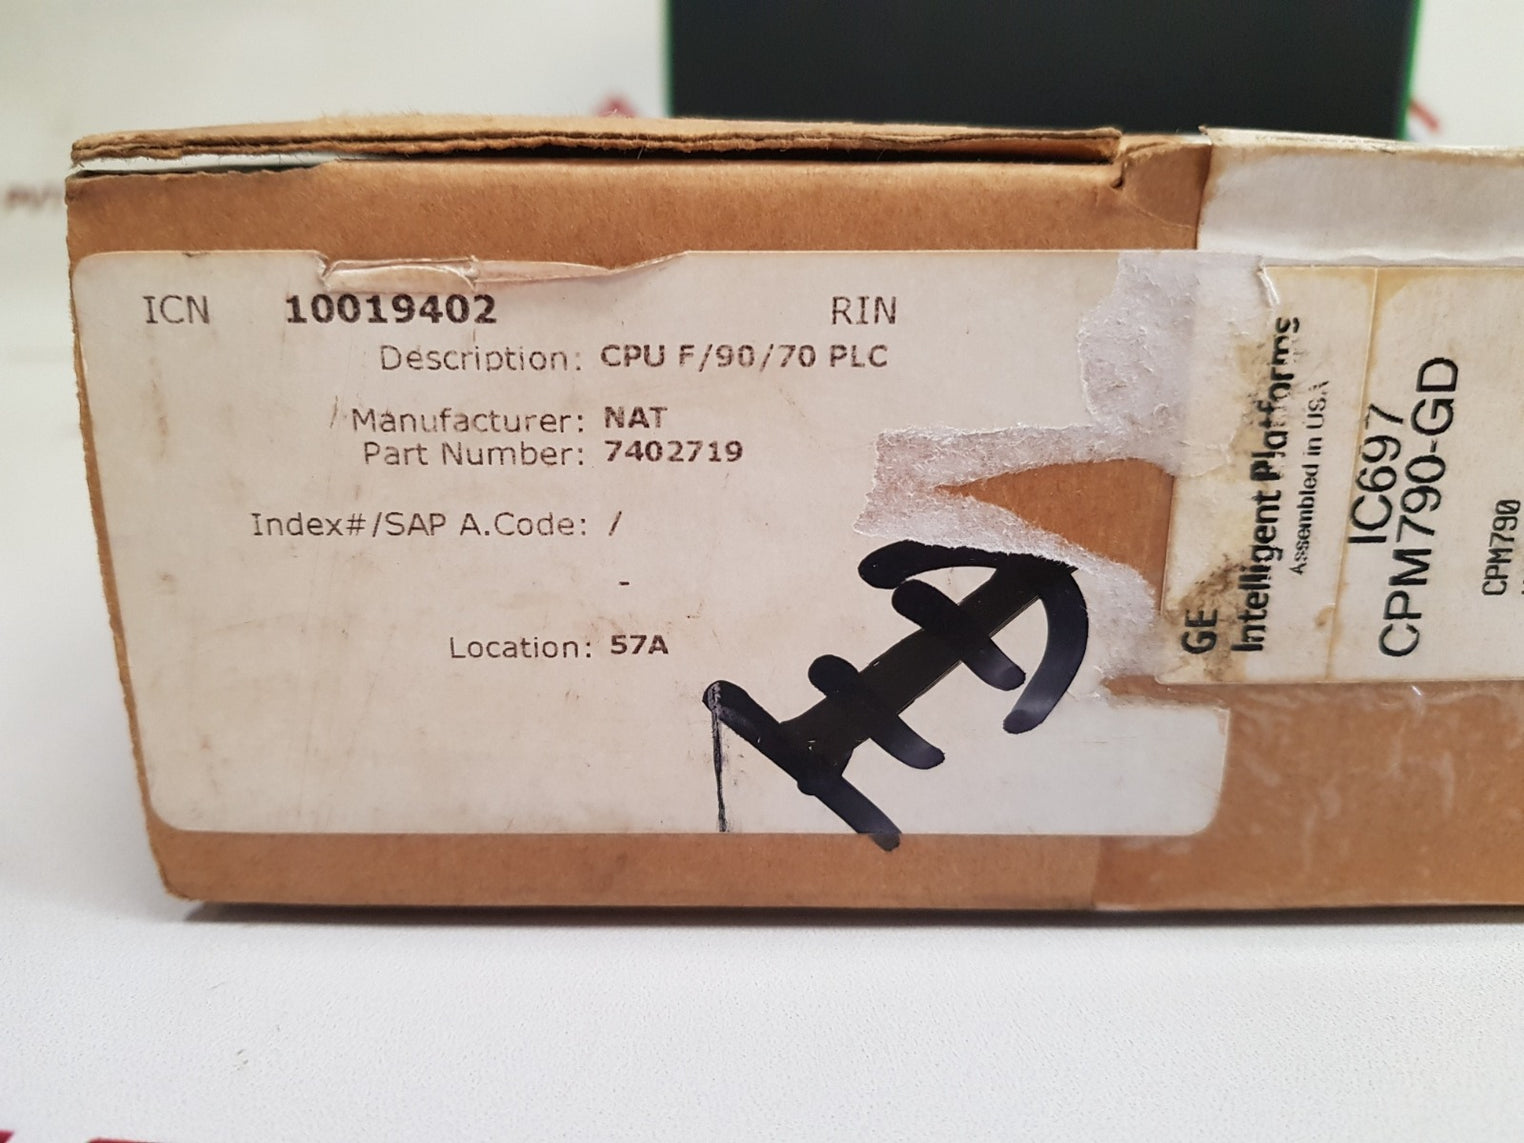 ICN 10019402 RIN
Description: CPU F/90/70 PLC
Manufacturer: NAT
Part Number: 7402719
Index#/SAP A.Code: /
-
Location: 57A
GE
Intelligent Platforms
Assembled in USA
IC697
CPM790-GD
CPM790